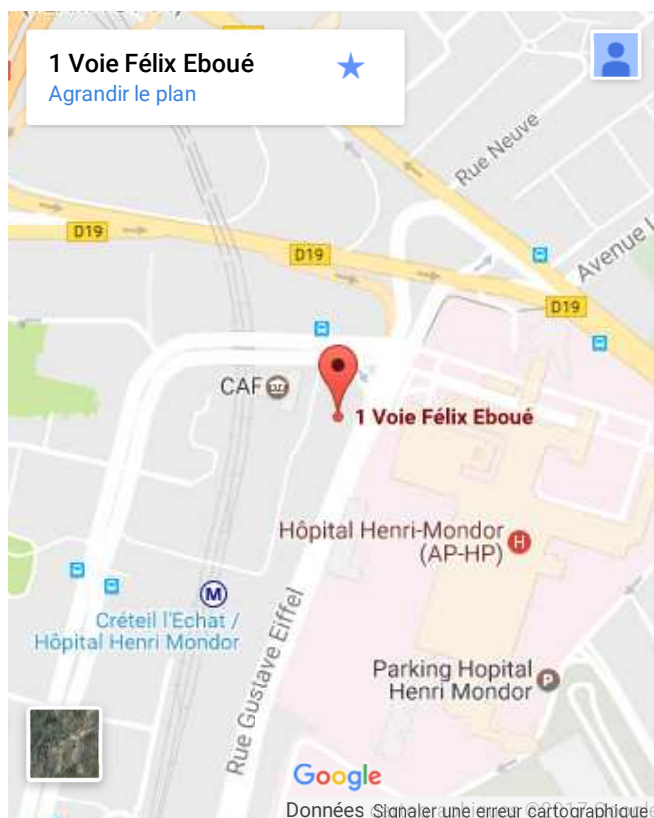 1 Voie Félix Eboué
Agrandir le plan
Rue Neuve
D19
D19
Avenue
D19
CAF
1 Voie Félix Eboué
Hôpital Henri-Mondor
(AP-HP)
H
M
Créteil l'Echat /
Hôpital Henri Mondor
Rue Gustave Eiffel
Parking Hopital
Henri Mondor
P
Google
Données Signaler une erreur cartographique